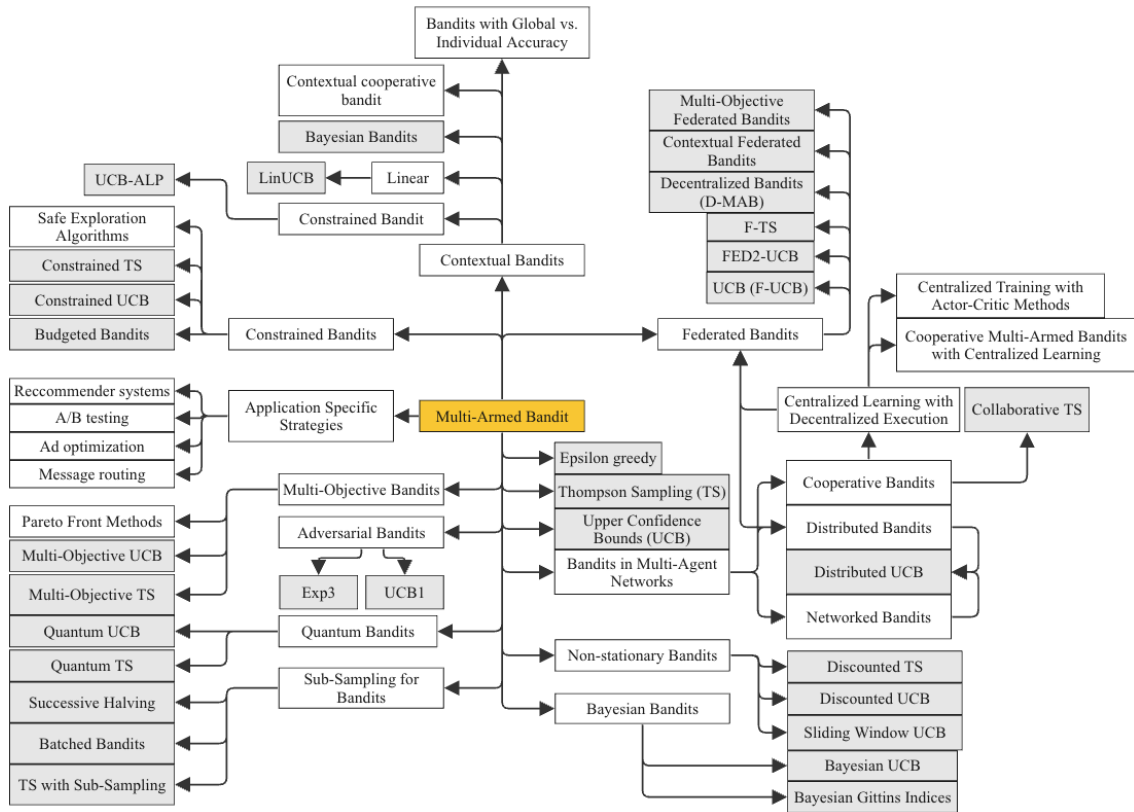 Bandits with Global vs.
Individual Accuracy
Contextual cooperative
bandit
Bayesian Bandits
LinUCB
Linear
UCB-ALP
Constrained Bandit
Safe Exploration
Algorithms
Constrained TS
Constrained UCB
Budgeted Bandits
Constrained Bandits
Contextual Bandits
Multi-Objective
Federated Bandits
Contextual Federated
Bandits
Decentralized Bandits
(D-MAB)
F-TS
FED2-UCB
UCB (F-UCB)
Federated Bandits
Centralized Training with
Actor-Critic Methods
Cooperative Multi-Armed Bandits
with Centralized Learning
Centralized Learning with
Decentralized Execution
Collaborative TS
Reccommender systems
A/B testing
Ad optimization
Message routing
Application Specific
Strategies
Multi-Armed Bandit
Epsilon greedy
Thompson Sampling (TS)
Upper Confidence
Bounds (UCB)
Bandits in Multi-Agent
Networks
Cooperative Bandits
Distributed Bandits
Distributed UCB
Networked Bandits
Multi-Objective Bandits
Pareto Front Methods
Multi-Objective UCB
Multi-Objective TS
Adversarial Bandits
Exp3
UCB1
Quantum Bandits
Quantum UCB
Quantum TS
Sub-Sampling for
Bandits
Successive Halving
Batched Bandits
TS with Sub-Sampling
Non-stationary Bandits
Discounted TS
Discounted UCB
Sliding Window UCB
Bayesian Bandits
Bayesian UCB
Bayesian Gittins Indices